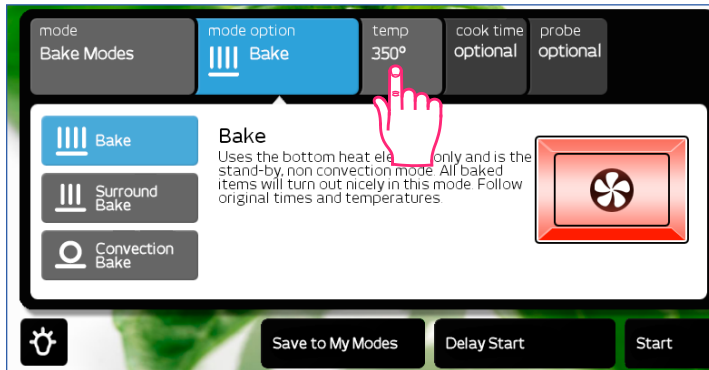 mode
Bake Modes
mode option
Bake
temp
350°
cook time
optional
probe
optional
Bake
Surround
Bake
Convection
Bake
Bake
Uses the bottom heat only and is the
stand-by, non convection mode. All baked
items will turn out nicely in this mode. Follow
original times and temperatures.
Save to My Modes
Delay Start
Start